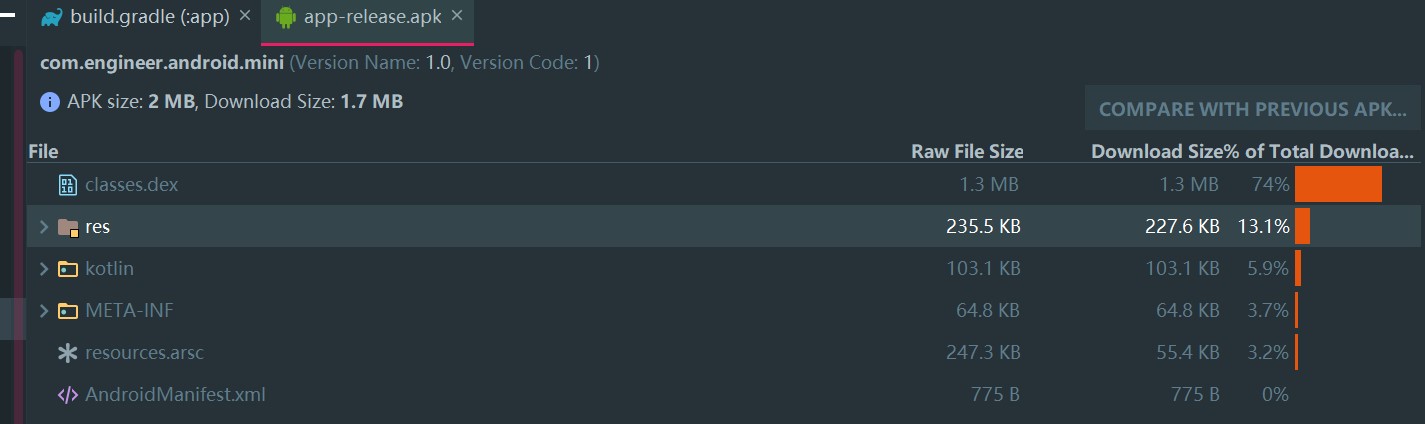 build.gradle (:app) × app-release.apk ×
com.engineer.android.mini (Version Name: 1.0, Version Code: 1)
APK size: 2 MB, Download Size: 1.7 MB
COMPARE WITH PREVIOUS APK...
File Raw File Size Download Size % of Total Downloa...
classes.dex 1.3 MB 1.3 MB 74%
res 235.5 KB 227.6 KB 13.1%
kotlin 103.1 KB 103.1 KB 5.9%
META-INF 64.8 KB 64.8 KB 3.7%
resources.arsc 247.3 KB 55.4 KB 3.2%
AndroidManifest.xml 775 B 775 B 0%